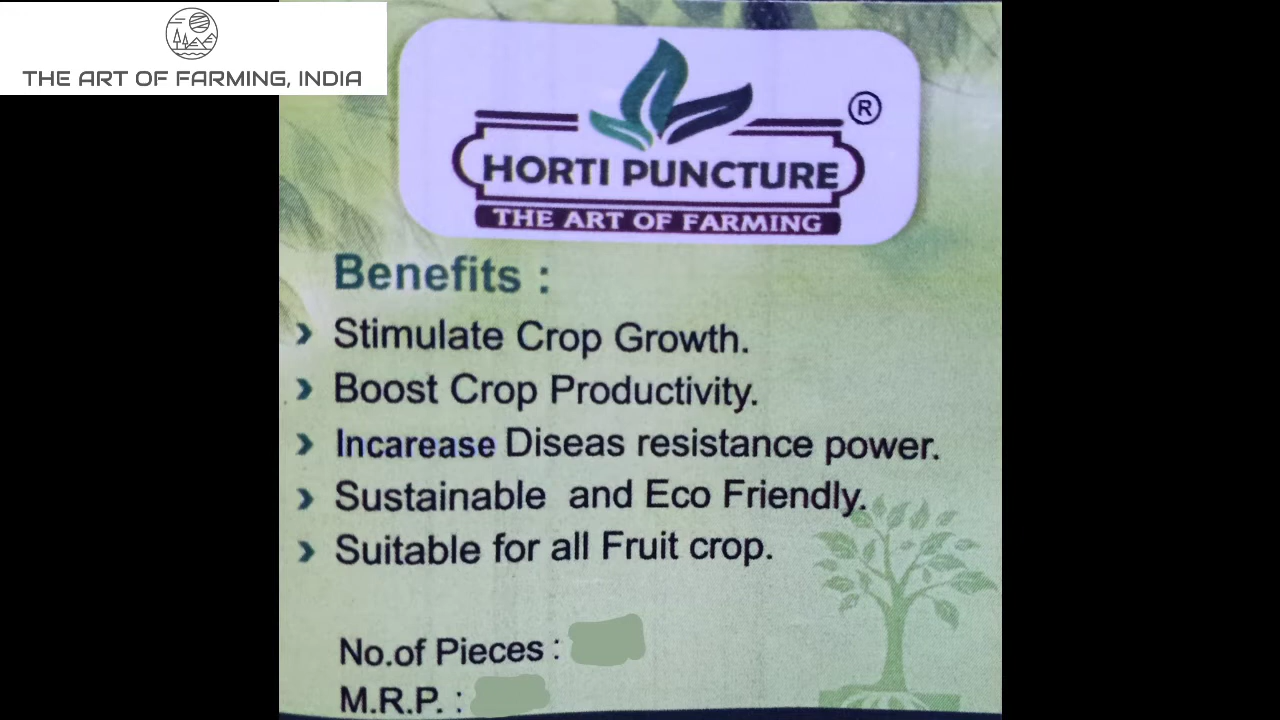 THE ART OF FARMING, INDIA
HORTI PUNCTURE ®
THE ART OF FARMING
Benefits :
› Stimulate Crop Growth.
› Boost Crop Productivity.
› Incarease Diseas resistance power.
› Sustainable and Eco Friendly.
› Suitable for all Fruit crop.
No.of Pieces :
M.R.P. :